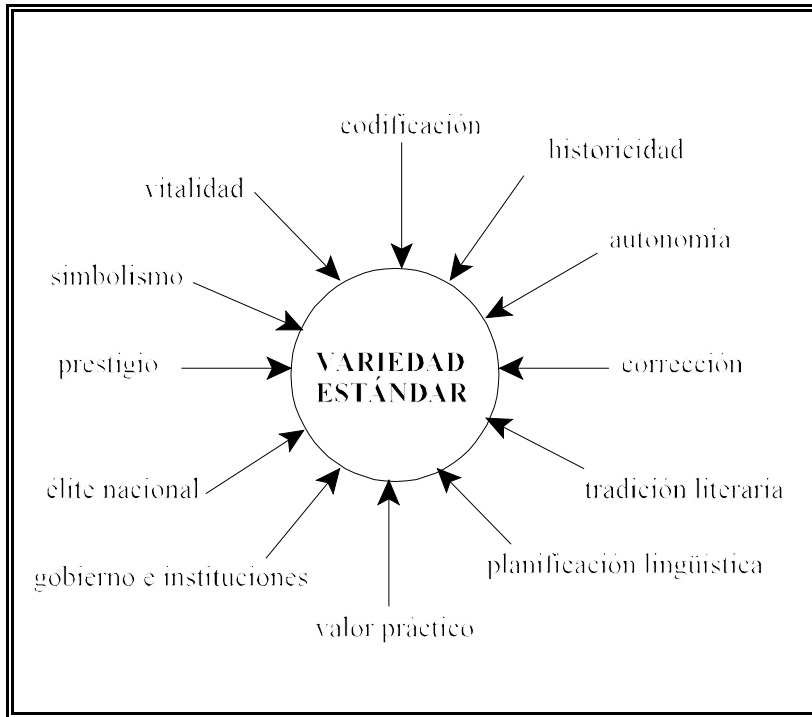 codificación
historicidad
vitalidad
autonomía
simbolismo
VARIEDAD
ESTÁNDAR
prestigio
corrección
élite nacional
tradición literaria
gobierno e instituciones
planificación lingüística
valor práctico